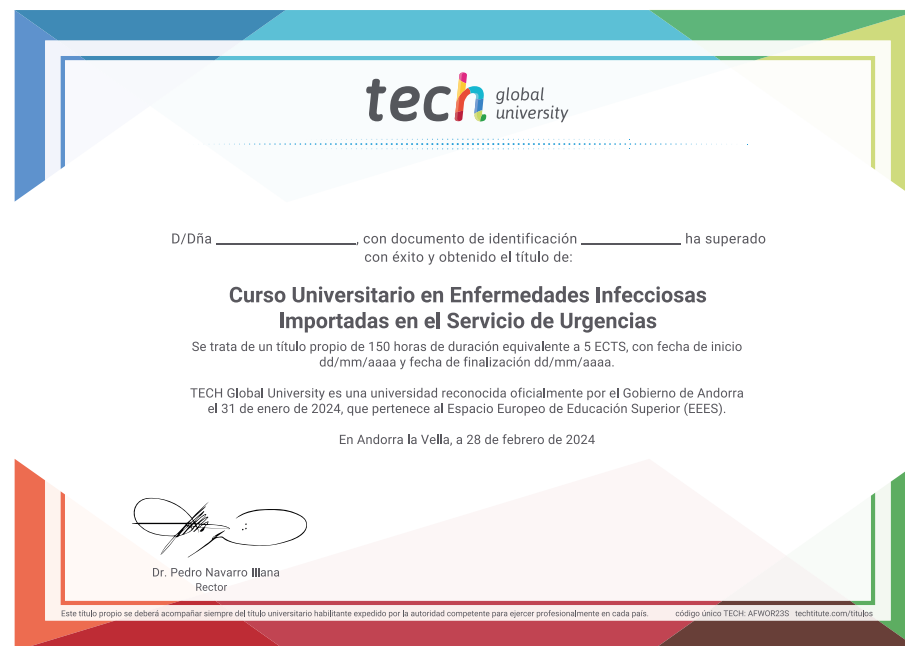 tech global
university
D/Dña ____________, con documento de identificación ____________ ha superado
con éxito y obtenido el título de:
Curso Universitario en Enfermedades Infecciosas
Importadas en el Servicio de Urgencias
Se trata de un título propio de 150 horas de duración equivalente a 5 ECTS, con fecha de inicio
dd/mm/aaaa y fecha de finalización dd/mm/aaaa.
TECH Global University es una universidad reconocida oficialmente por el Gobierno de Andorra
el 31 de enero de 2024, que pertenece al Espacio Europeo de Educación Superior (EEES).
En Andorra la Vella, a 28 de febrero de 2024
Dr. Pedro Navarro Illana
Rector
Este título propio se deberá acompañar siempre del título universitario habilitante expedido por la autoridad competente para ejercer profesionalmente en cada país. código único TECH: AFWOR23S techtitute.com/titulos